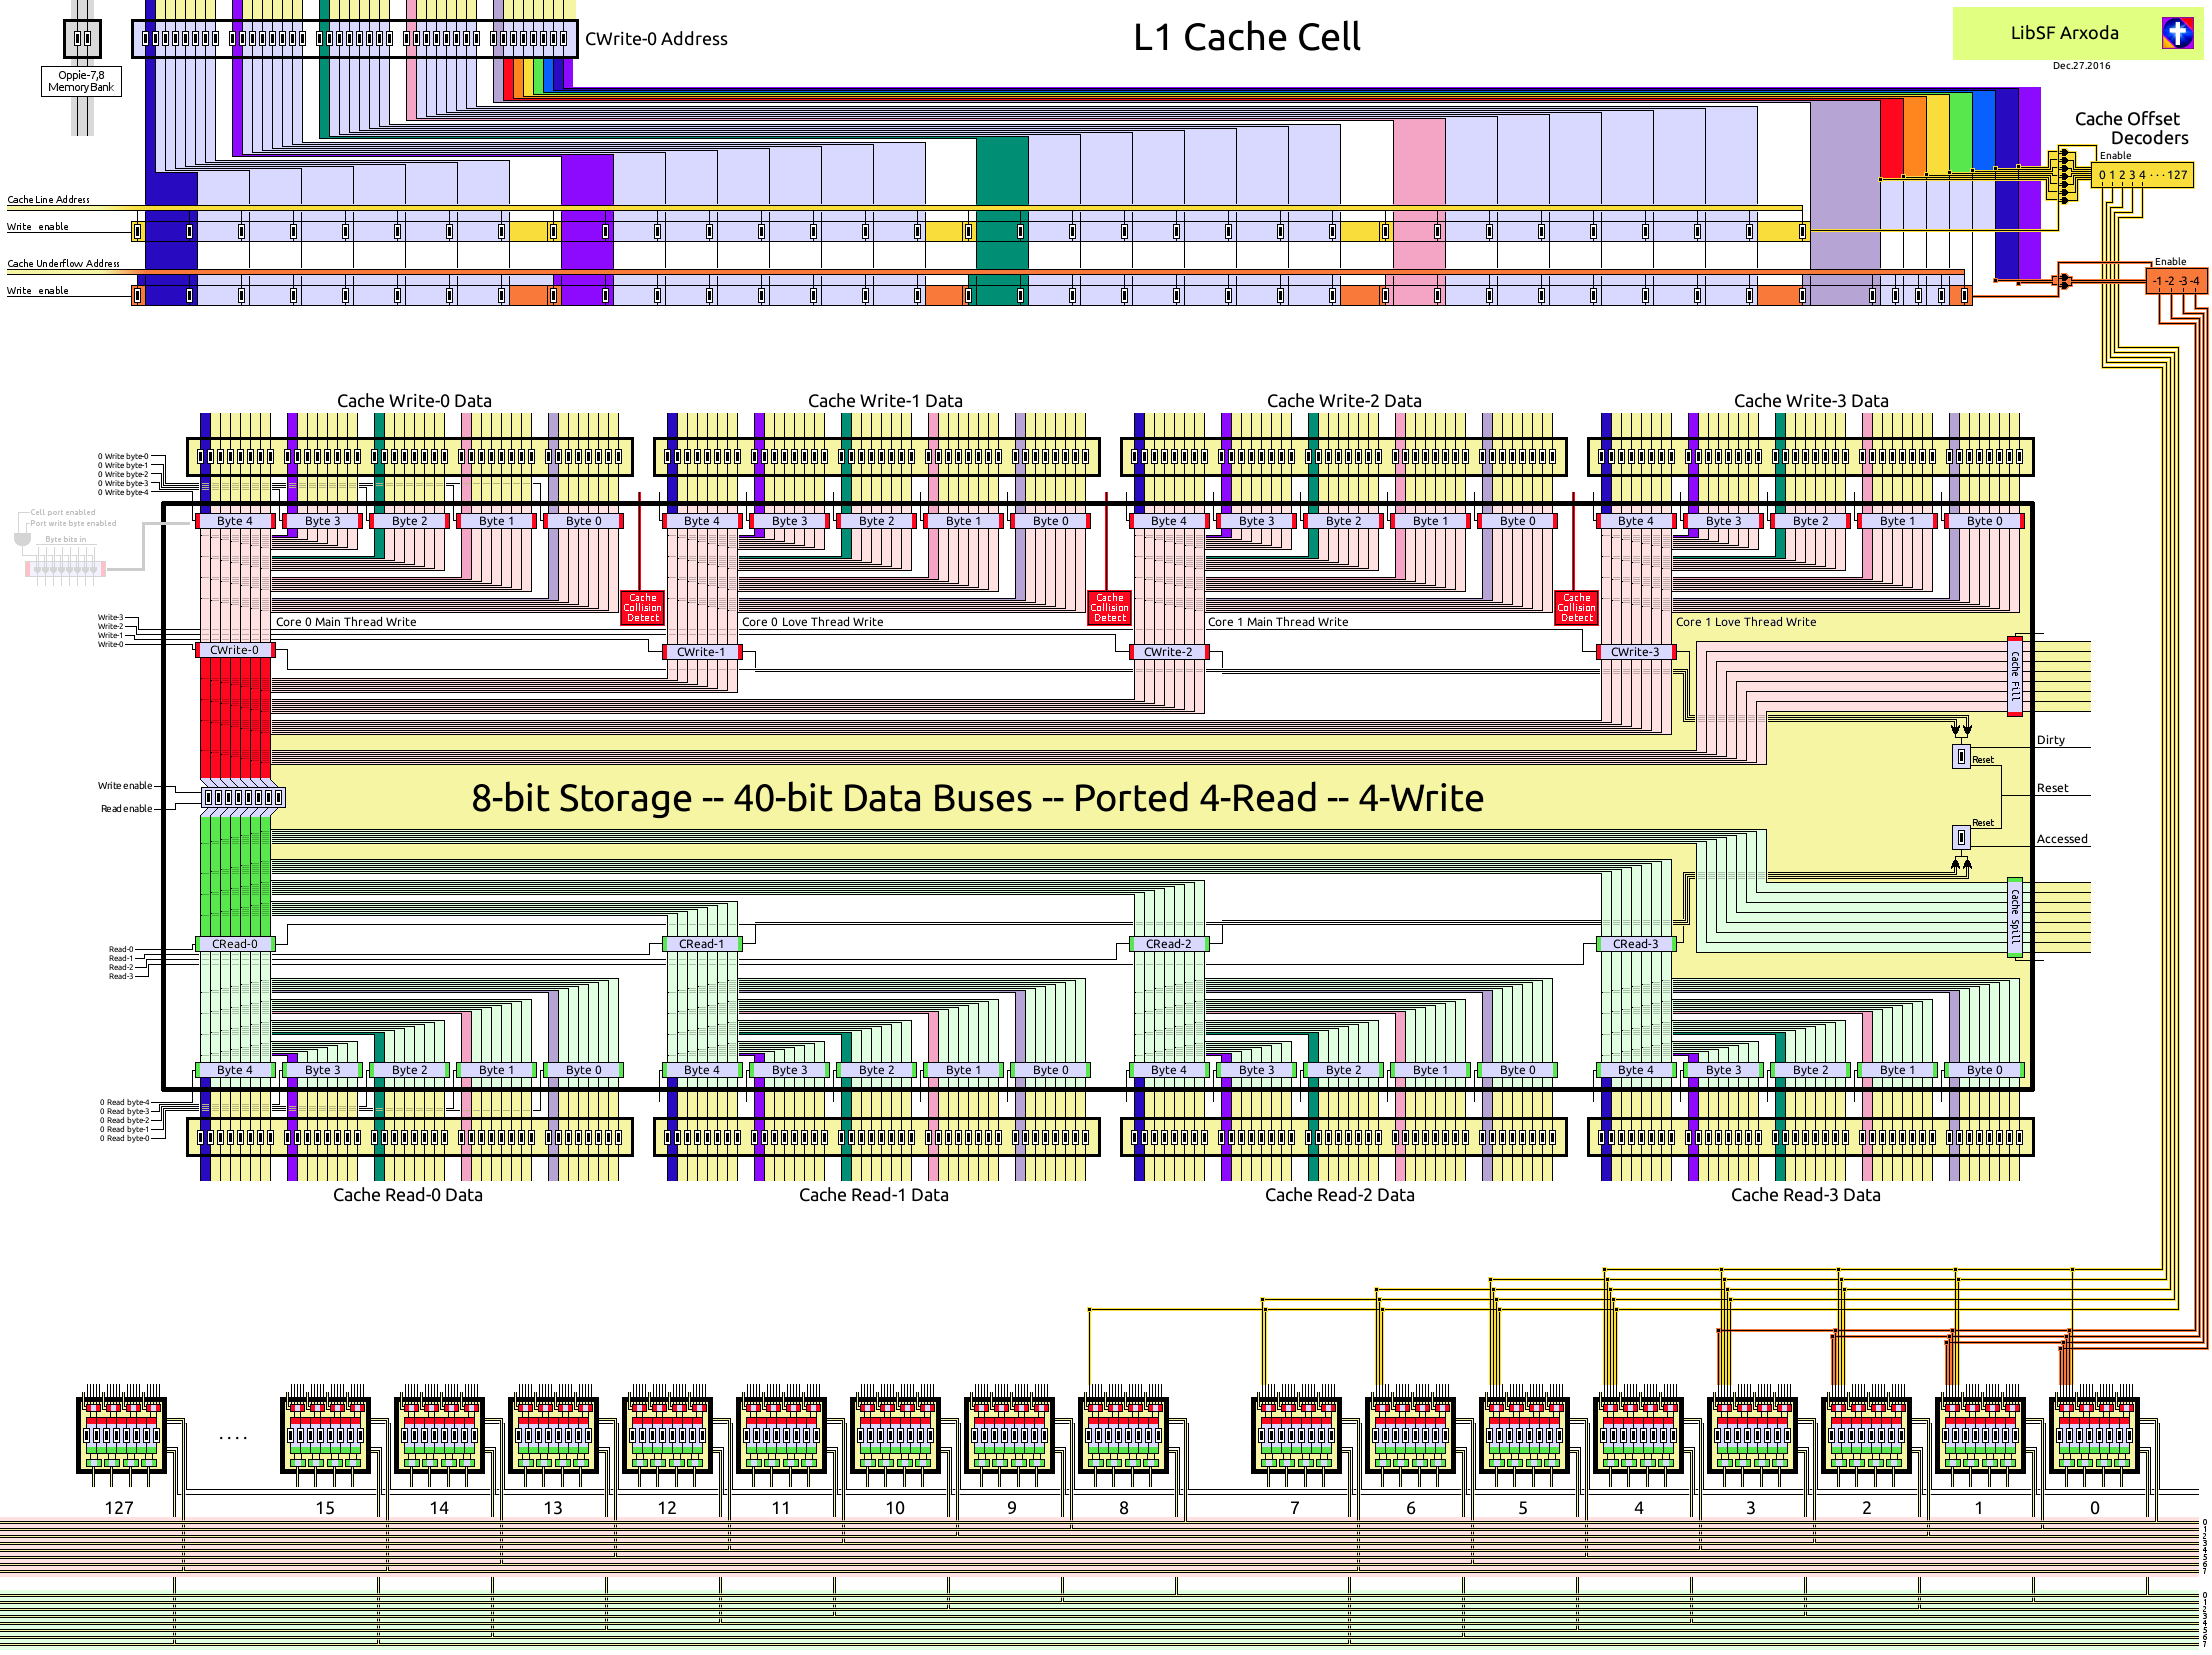 L1 Cache Cell
LibSF Arxoda
Dec.27.2016
CWrite-0 Address
Oppie-7,8
Memory Bank
Cache Offset
Decoders
Enable
0 1 2 3 4 ···127
Cache Line Address
Write enable
Cache Underflow Address
Write enable
Enable
-1 -2 -3 -4
Cache Write-0 Data
Cache Write-1 Data
Cache Write-2 Data
Cache Write-3 Data
0 Write byte-0
0 Write byte-1
0 Write byte-2
0 Write byte-3
0 Write byte-4
Cell port enabled
Port write byte enabled
Byte bits in
Byte 4 Byte 3 Byte 2 Byte 1 Byte 0
Byte 4 Byte 3 Byte 2 Byte 1 Byte 0
Byte 4 Byte 3 Byte 2 Byte 1 Byte 0
Byte 4 Byte 3 Byte 2 Byte 1 Byte 0
Cache
Collision
Detect
Cache
Collision
Detect
Cache
Collision
Detect
Write-3
Write-2
Write-1
Write-0
Core 0 Main Thread Write
Core 0 Love Thread Write
Core 1 Main Thread Write
Core 1 Love Thread Write
CWrite-0
CWrite-1
CWrite-2
CWrite-3
Cache Fill
Dirty
Reset
Write enable
Read enable
8-bit Storage -- 40-bit Data Buses -- Ported 4-Read -- 4-Write
Reset
Reset
Accessed
Cache Spill
CRead-0
CRead-1
CRead-2
CRead-3
Read-0
Read-1
Read-2
Read-3
Byte 4 Byte 3 Byte 2 Byte 1 Byte 0
Byte 4 Byte 3 Byte 2 Byte 1 Byte 0
Byte 4 Byte 3 Byte 2 Byte 1 Byte 0
Byte 4 Byte 3 Byte 2 Byte 1 Byte 0
0 Read byte-4
0 Read byte-3
0 Read byte-2
0 Read byte-1
0 Read byte-0
Cache Read-0 Data
Cache Read-1 Data
Cache Read-2 Data
Cache Read-3 Data
....
127 15 14 13 12 11 10 9 8 7 6 5 4 3 2 1 0
0
1
2
3
4
5
6
7
0
1
2
3
4
5
6
7